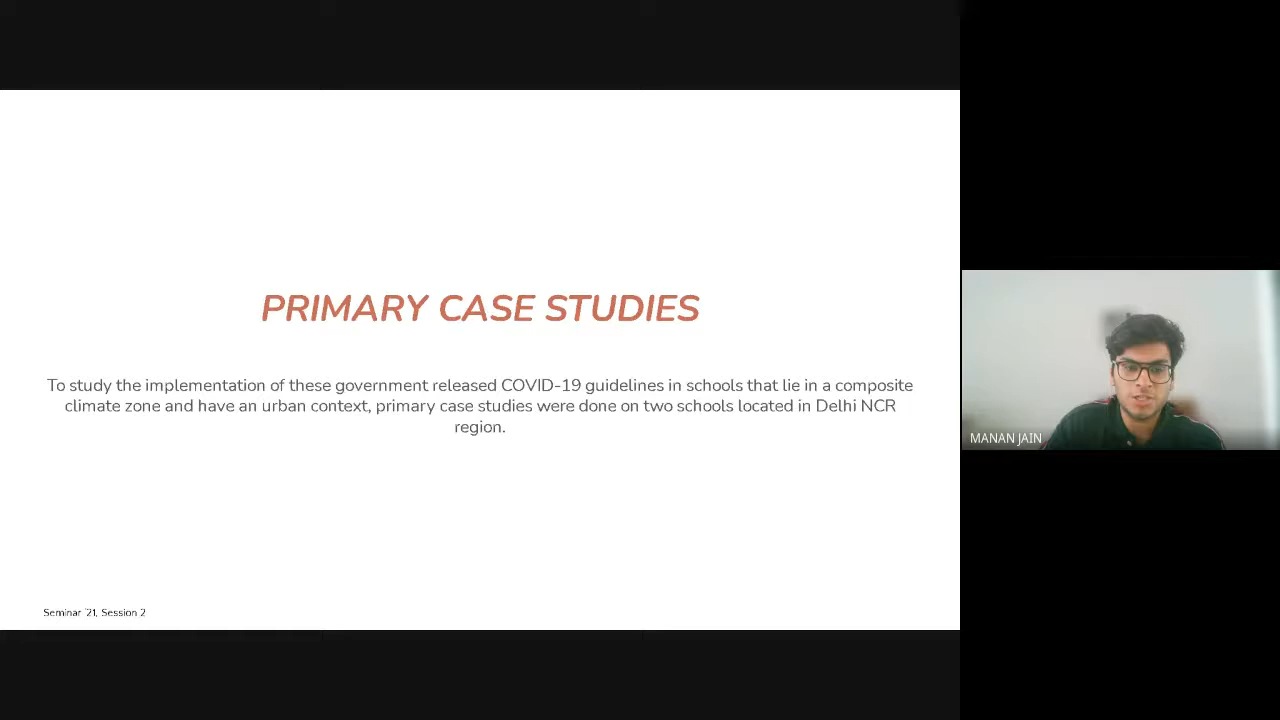 PRIMARY CASE STUDIES
To study the implementation of these government released COVID-19 guidelines in schools that lie in a composite
climate zone and have an urban context, primary case studies were done on two schools located in Delhi NCR
region.
MANAN JAIN
Seminar '21, Session 2